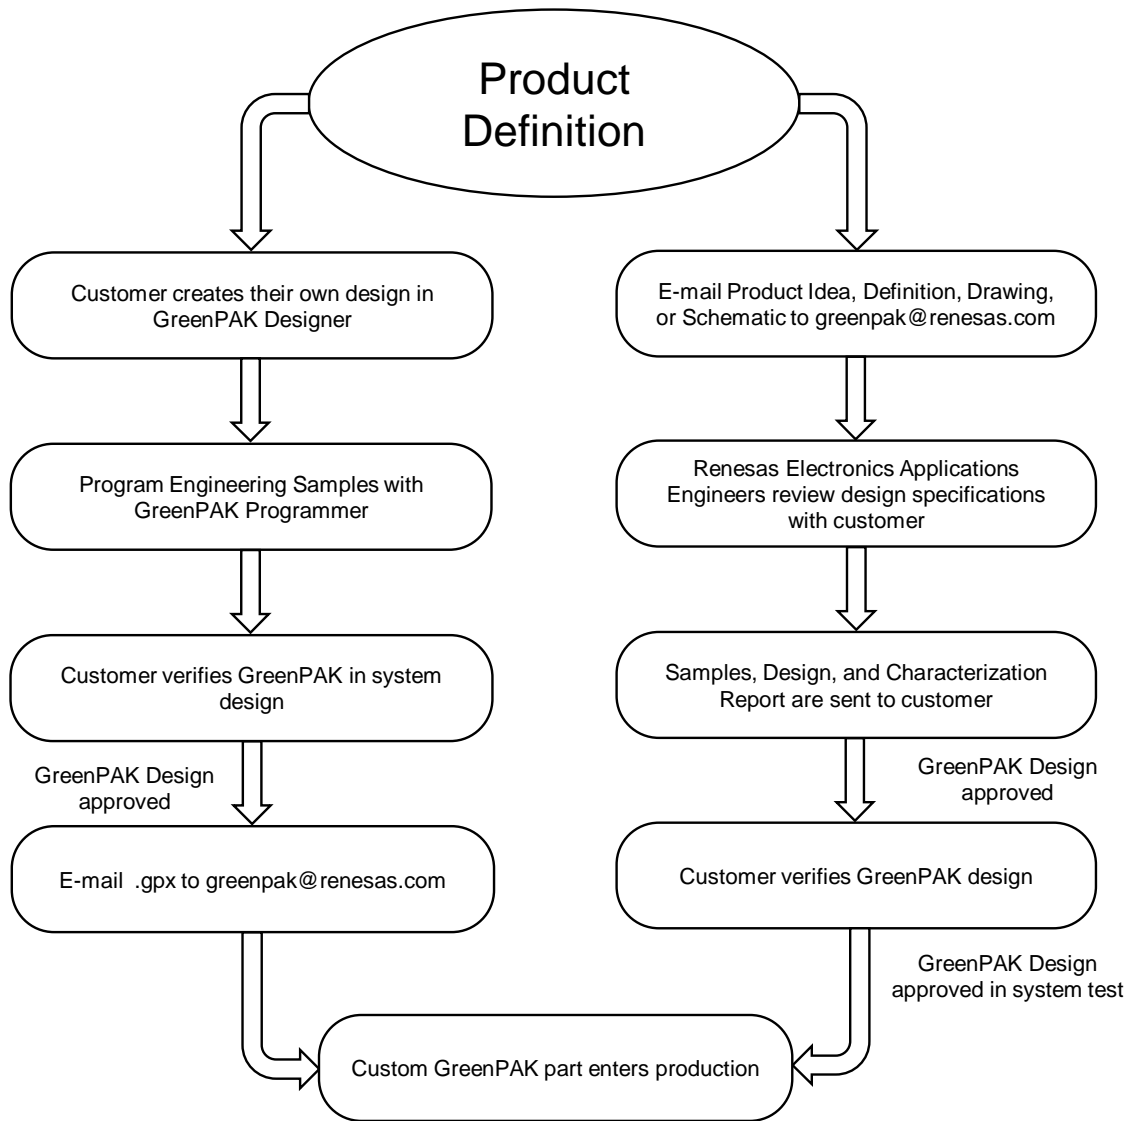 Product
Definition
Customer creates their own design in
GreenPAK Designer
E-mail Product Idea, Definition, Drawing,
or Schematic to greenpak@renesas.com
Program Engineering Samples with
GreenPAK Programmer
Renesas Electronics Applications
Engineers review design specifications
with customer
Customer verifies GreenPAK in system
design
Samples, Design, and Characterization
Report are sent to customer
GreenPAK Design
approved
GreenPAK Design
approved
E-mail .gpx to greenpak@renesas.com
Customer verifies GreenPAK design
GreenPAK Design
approved in system test
Custom GreenPAK part enters production